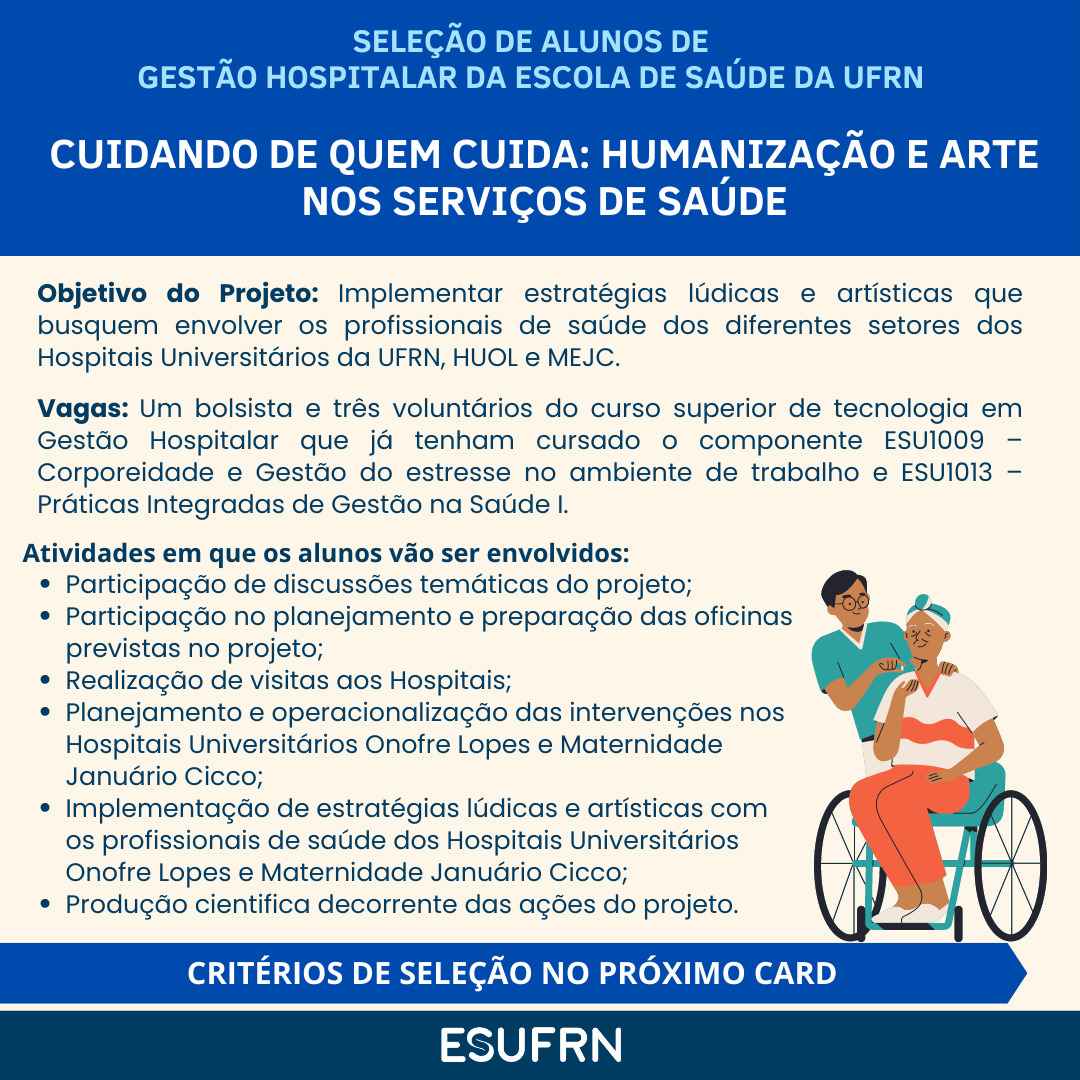 SELEÇÃO DE ALUNOS DE
GESTÃO HOSPITALAR DA ESCOLA DE SAÚDE DA UFRN
CUIDANDO DE QUEM CUIDA: HUMANIZAÇÃO E ARTE
NOS SERVIÇOS DE SAÚDE
Objetivo do Projeto: Implementar estratégias lúdicas e artísticas que
busquem envolver os profissionais de saúde dos diferentes setores dos
Hospitais Universitários da UFRN, HUOL e MEJC.
Vagas: Um bolsista e três voluntários do curso superior de tecnologia em
Gestão Hospitalar que já tenham cursado o componente ESU1009 –
Corporeidade e Gestão do estresse no ambiente de trabalho e ESU1013 –
Práticas Integradas de Gestão na Saúde I.
Atividades em que os alunos vão ser envolvidos:
• Participação de discussões temáticas do projeto;
• Participação no planejamento e preparação das oficinas
previstas no projeto;
• Realização de visitas aos Hospitais;
• Planejamento e operacionalização das intervenções nos
Hospitais Universitários Onofre Lopes e Maternidade
Januário Cicco;
• Implementação de estratégias lúdicas e artísticas com
os profissionais de saúde dos Hospitais Universitários
Onofre Lopes e Maternidade Januário Cicco;
• Produção cientifica decorrente das ações do projeto.
CRITÉRIOS DE SELEÇÃO NO PRÓXIMO CARD
ESUFRN